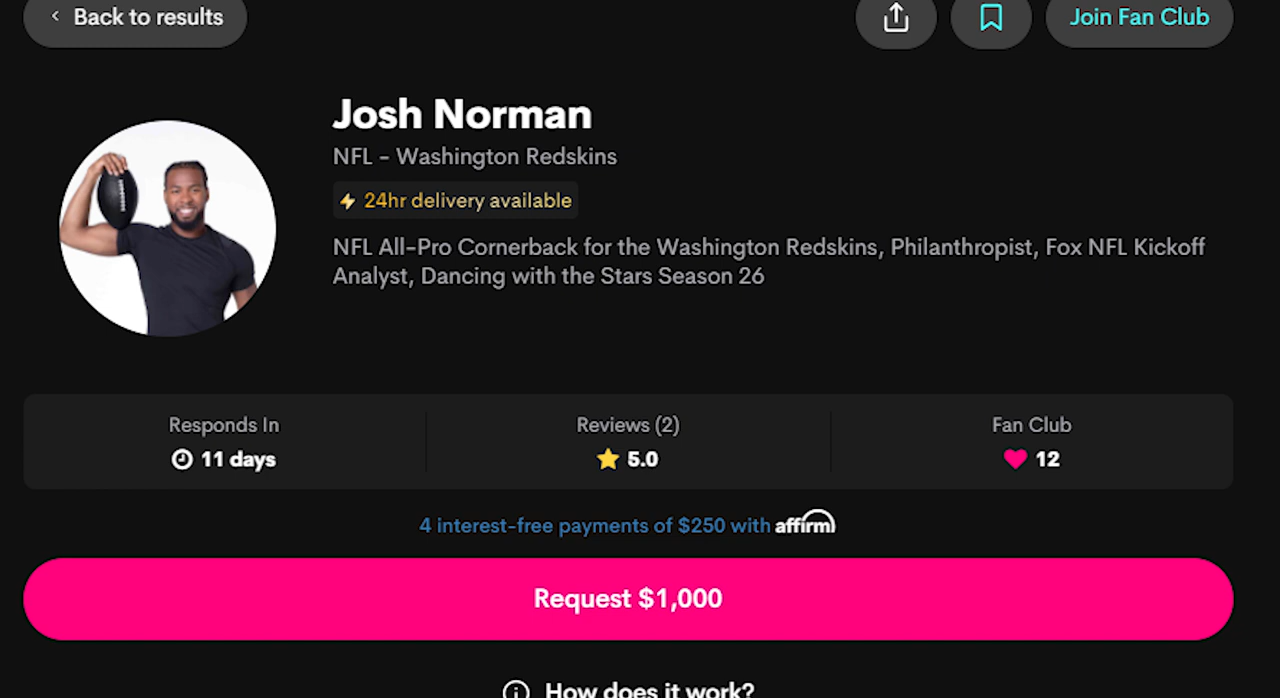 Back to results
Join Fan Club
Josh Norman
NFL - Washington Redskins
24hr delivery available
NFL All-Pro Cornerback for the Washington Redskins, Philanthropist, Fox NFL Kickoff
Analyst, Dancing with the Stars Season 26
Responds In
11 days
Reviews (2)
5.0
Fan Club
12
4 interest-free payments of $250 with affirm
Request $1,000
How does it work?